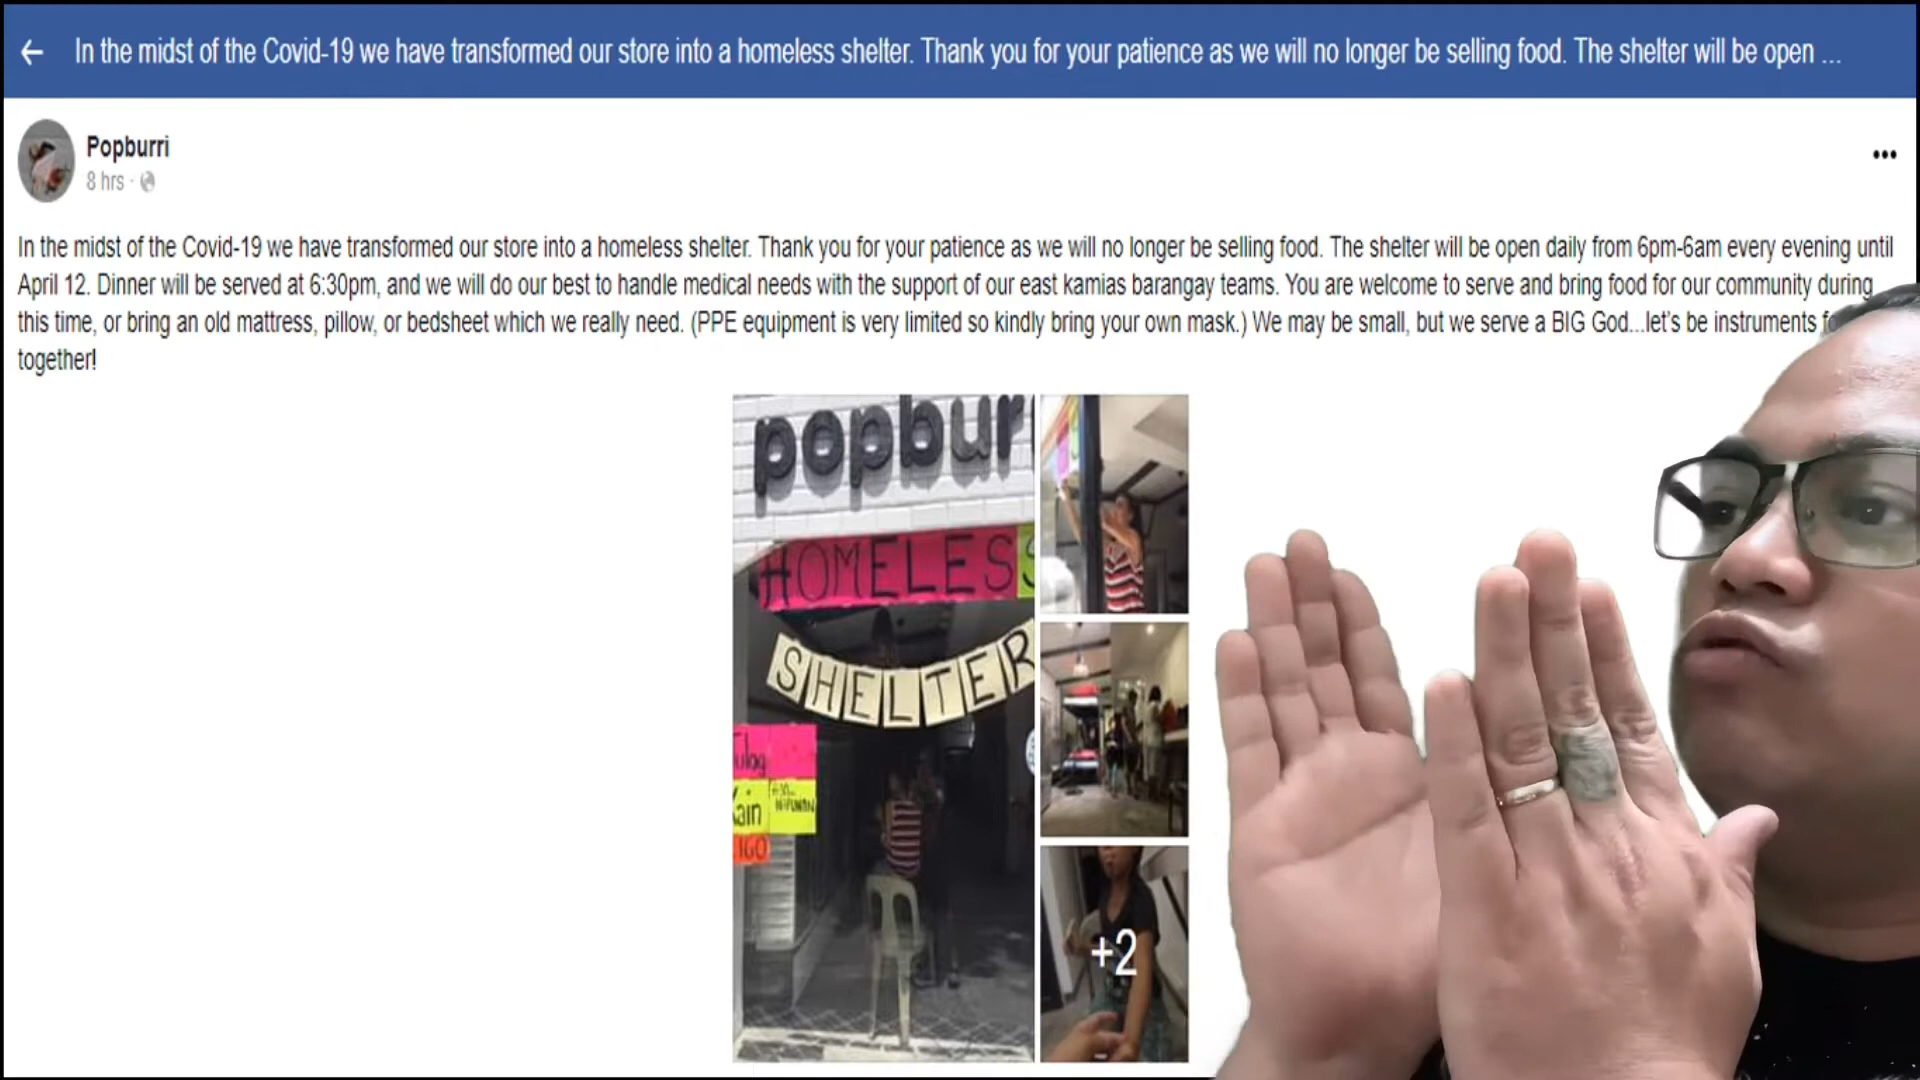 In the midst of the Covid-19 we have transformed our store into a homeless shelter. Thank you for your patience as we will no longer be selling food. The shelter will be open ...
Popburri
8 hrs ·
In the midst of the Covid-19 we have transformed our store into a homeless shelter. Thank you for your patience as we will no longer be selling food. The shelter will be open daily from 6pm-6am every evening until
April 12. Dinner will be served at 6:30pm, and we will do our best to handle medical needs with the support of our east kamias barangay teams. You are welcome to serve and bring food for our community during
this time, or bring an old mattress, pillow, or bedsheet which we really need. (PPE equipment is very limited so kindly bring your own mask.) We may be small, but we serve a BIG God...let's be instruments
together!
popbur
HOMELESS
SHELTER
Tulog
Kain
IGO
+2